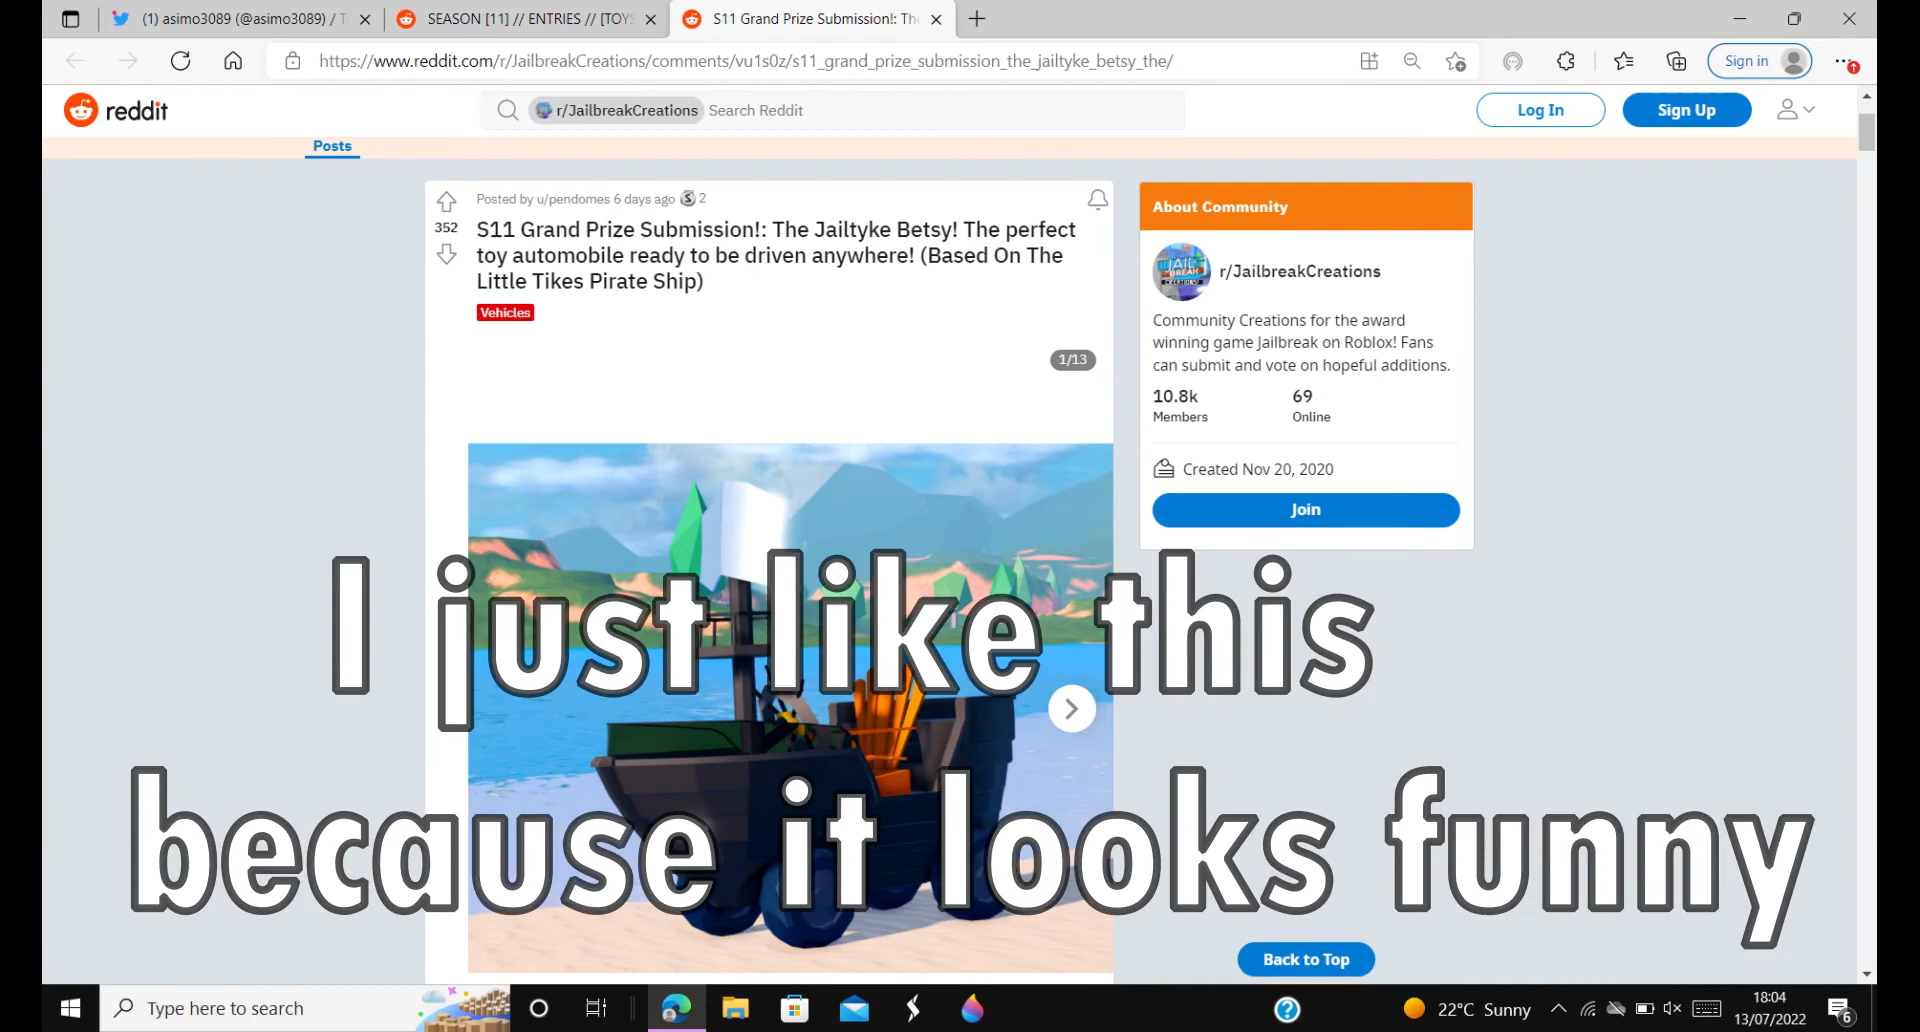 (1) asimo3089 (@asimo3089) / T
SEASON [11] // ENTRIES // [TOYS
S11 Grand Prize Submission!: The
https://www.reddit.com/r/JailbreakCreations/comments/vu1s0z/s11_grand_prize_submission_the_jailtyke_betsy_the/
Sign in
reddit
r/JailbreakCreations Search Reddit
Log In
Sign Up
Posts
Posted by u/pendomes 6 days ago 2
352
S11 Grand Prize Submission!: The Jailtyke Betsy! The perfect
toy automobile ready to be driven anywhere! (Based On The
Little Tikes Pirate Ship)
Vehicles
1/13
About Community
JAIL
BREAK
CREATIONS
r/JailbreakCreations
Community Creations for the award
winning game Jailbreak on Roblox! Fans
can submit and vote on hopeful additions.
10.8k 69
Members Online
Created Nov 20, 2020
Join
I just like this
because it looks funny
Back to Top
Type here to search
22°C Sunny
18:04
13/07/2022
6